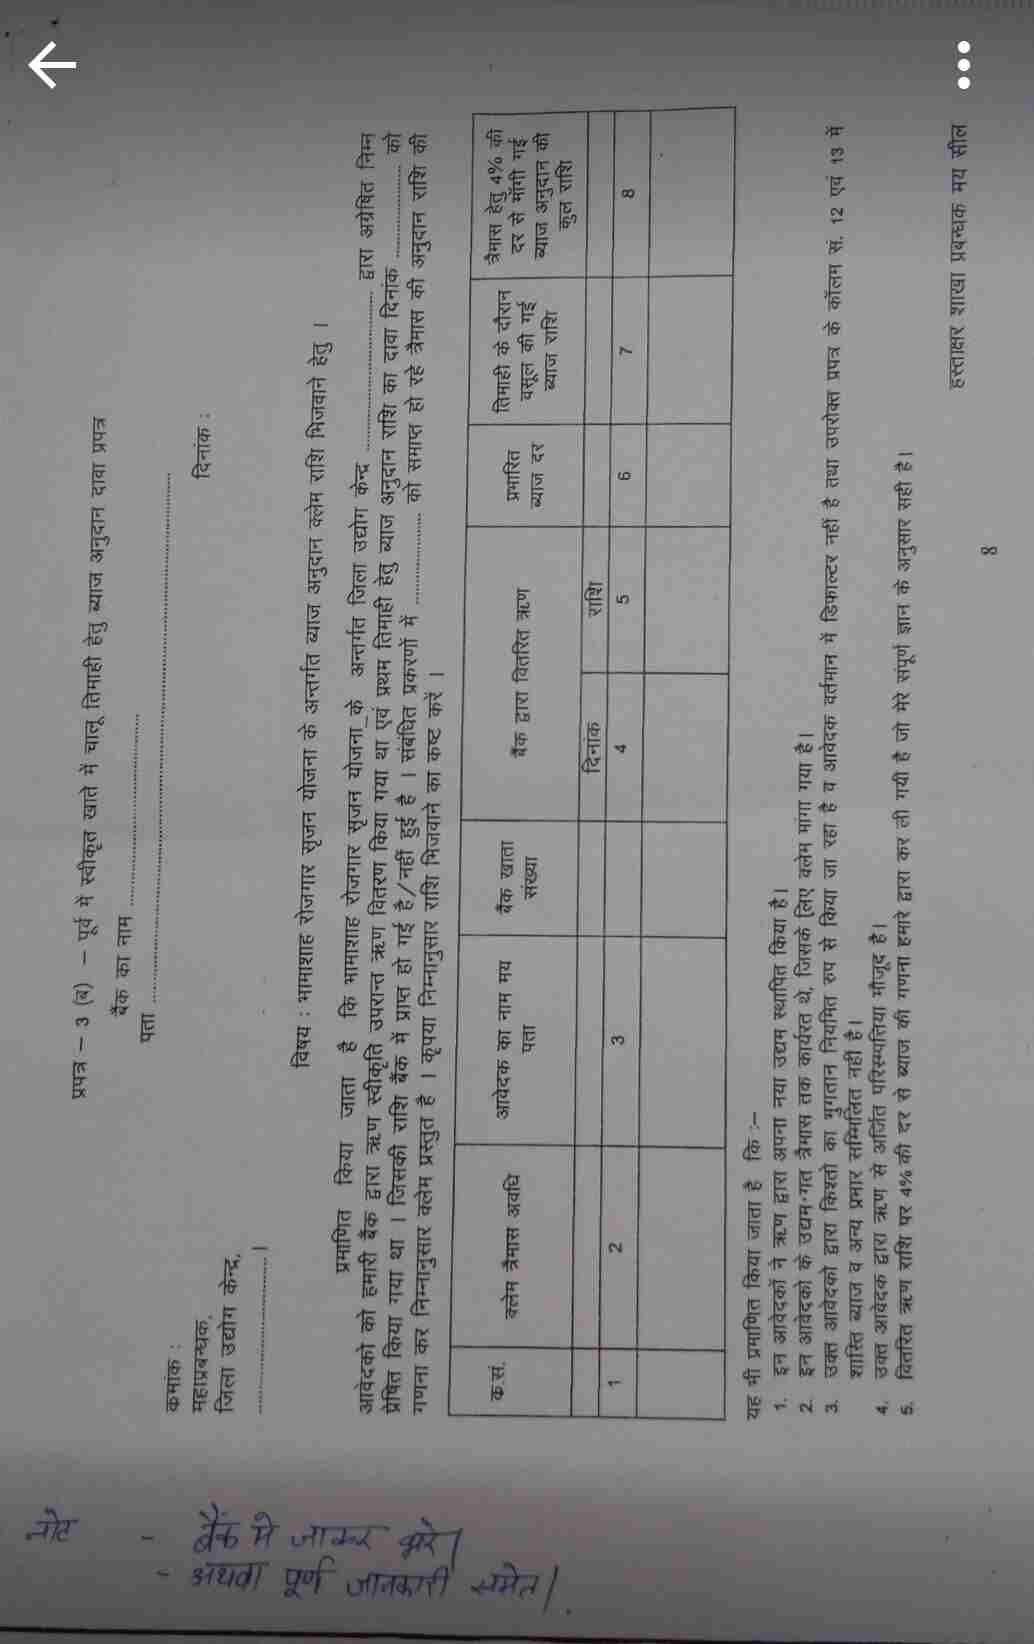 प्रपत्र – 3 (ब) – पूर्व में स्वीकृत खाते में चालू तिमाही हेतु ब्याज अनुदान दावा प्रपत्र
बैंक का नाम ........................................
पता ........................................................................
क्रमांक :
दिनांक :
महाप्रबन्धक,
जिला उद्योग केन्द्र,
............................।
विषय : भामाशाह रोजगार सृजन योजना के अन्तर्गत ब्याज अनुदान क्लेम राशि भिजवाने हेतु ।
प्रमाणित किया जाता है कि भामाशाह रोजगार सृजन योजना_के अन्तर्गत जिला उद्योग केन्द्र ........................ द्वारा अग्रेषित निम्न
आवेदको को हमारी बैंक द्वारा ऋण स्वीकृति उपरान्त ऋण वितरण किया गया था एवं प्रथम तिमाही हेतु ब्याज अनुदान राशि का दावा दिनांक ............... को
प्रेषित किया गया था । जिसकी राशि बैंक में प्राप्त हो गई है/नहीं हुई है । संबंधित प्रकरणों में ............... को समाप्त हो रहे त्रैमास की अनुदान राशि की
गणना कर निम्नानुसार क्लेम प्रस्तुत है । कृपया निम्नानुसार राशि भिजवाने का कष्ट करें ।
क.सं. क्लेम त्रैमास अवधि आवेदक का नाम मय पता बैंक खाता संख्या बैंक द्वारा वितरित ऋण प्रभारित ब्याज दर तिमाही के दौरान वसूल की गई ब्याज राशि त्रैमास हेतु 4% की दर से माँगी गई ब्याज अनुदान की कुल राशि
दिनांक राशि
1 2 3 4 5 6 7 8
यह भी प्रमाणित किया जाता है कि :–
1. इन आवेदकों ने ऋण द्वारा अपना नया उद्यम स्थापित किया है।
2. इन आवेदकों के उद्यम गत त्रैमास तक कार्यरत थे, जिसके लिए क्लेम मांगा गया है।
3. उक्त आवेदकों द्वारा किश्तो का भुगतान नियमित रुप से किया जा रहा है व आवेदक वर्तमान में डिफाल्टर नहीं है तथा उपरोक्त प्रपत्र के कॉलम सं. 12 एवं 13 में
शास्ति ब्याज व अन्य प्रभार सम्मिलित नही है।
4. उक्त आवेदक द्वारा ऋण से अर्जित परिसम्पत्तिया मौजूद है।
5. वितरित ऋण राशि पर 4% की दर से ब्याज की गणना हमारे द्वारा कर ली गयी है जो मेरे संपूर्ण ज्ञान के अनुसार सही है।
हस्ताक्षर शाखा प्रबन्धक मय सील
8
नोट - बैंक मे जाकर भरे।
- अथवा पूर्ण जानकारी समेत।